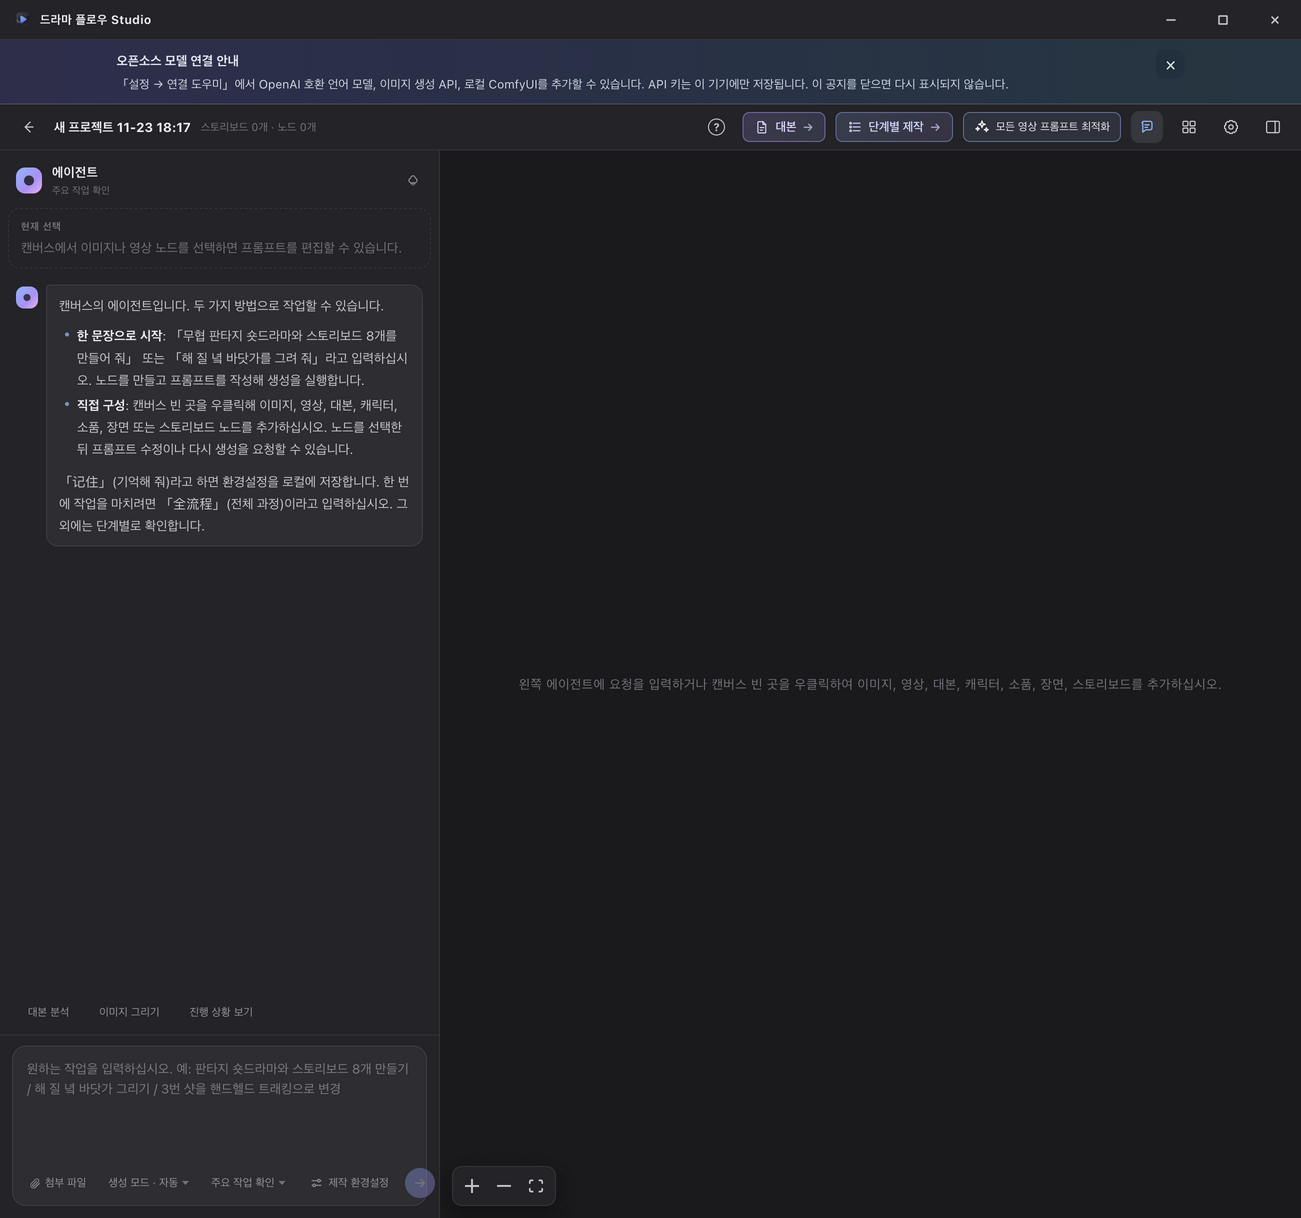 드라마 플로우 Studio
오픈소스 모델 연결 안내
「설정 → 연결 도우미」에서 OpenAI 호환 언어 모델, 이미지 생성 API, 로컬 ComfyUI를 추가할 수 있습니다. API 키는 이 기기에만 저장됩니다. 이 공지를 닫으면 다시 표시되지 않습니다.
새 프로젝트 11-23 18:17 스토리보드 0개 · 노드 0개
대본 →
단계별 제작 →
모든 영상 프롬프트 최적화
에이전트
주요 작업 확인
현재 선택
캔버스에서 이미지나 영상 노드를 선택하면 프롬프트를 편집할 수 있습니다.
캔버스의 에이전트입니다. 두 가지 방법으로 작업할 수 있습니다.
• 한 문장으로 시작: 「무협 판타지 숏드라마와 스토리보드 8개를
만들어 줘」 또는 「해 질 녘 바닷가를 그려 줘」라고 입력하십시
오. 노드를 만들고 프롬프트를 작성해 생성을 실행합니다.
• 직접 구성: 캔버스 빈 곳을 우클릭해 이미지, 영상, 대본, 캐릭터,
소품, 장면 또는 스토리보드 노드를 추가하십시오. 노드를 선택한
뒤 프롬프트 수정이나 다시 생성을 요청할 수 있습니다.
「记住」(기억해 줘)라고 하면 환경설정을 로컬에 저장합니다. 한 번
에 작업을 마치려면 「全流程」(전체 과정)이라고 입력하십시오. 그
외에는 단계별로 확인합니다.
왼쪽 에이전트에 요청을 입력하거나 캔버스 빈 곳을 우클릭하여 이미지, 영상, 대본, 캐릭터, 소품, 장면, 스토리보드를 추가하십시오.
대본 분석 이미지 그리기 진행 상황 보기
원하는 작업을 입력하십시오. 예: 판타지 숏드라마와 스토리보드 8개 만들기
/ 해 질 녘 바닷가 그리기 / 3번 샷을 핸드헬드 트래킹으로 변경
첨부 파일 생성 모드 · 자동 주요 작업 확인 제작 환경설정